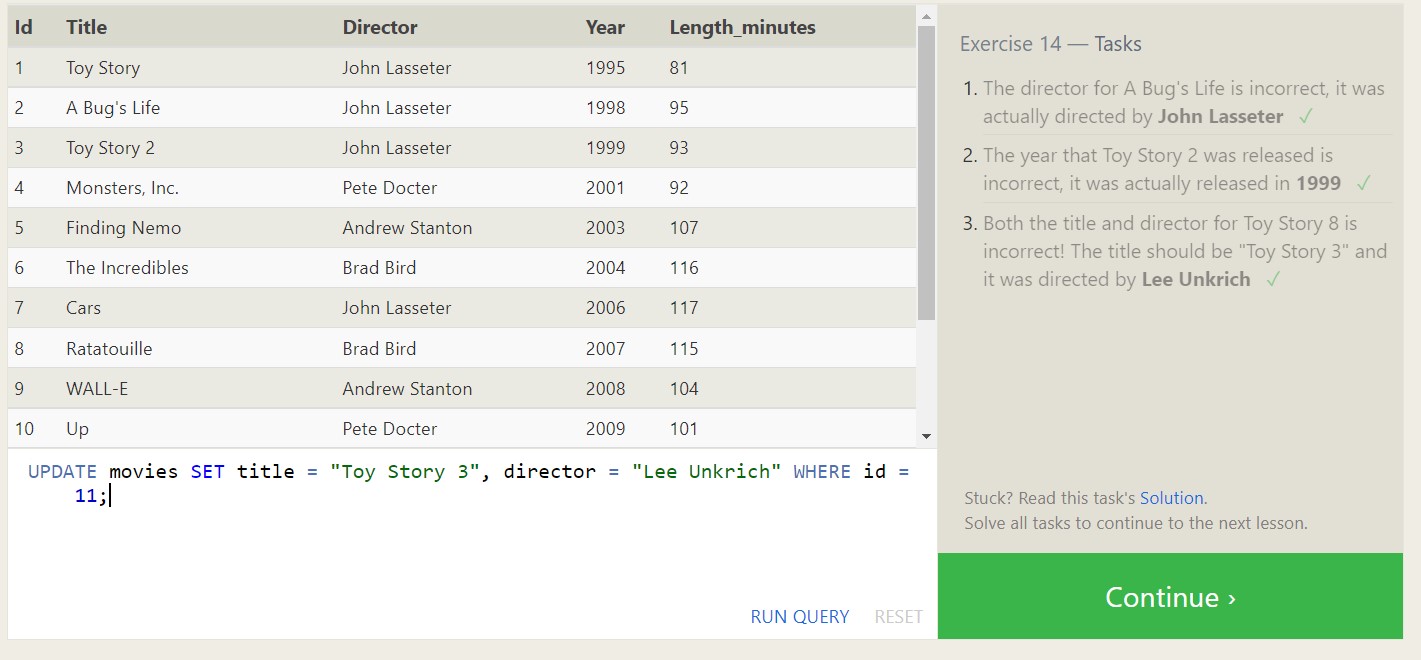 Id Title Director Year Length_minutes
1 Toy Story John Lasseter 1995 81
2 A Bug's Life John Lasseter 1998 95
3 Toy Story 2 John Lasseter 1999 93
4 Monsters, Inc. Pete Docter 2001 92
5 Finding Nemo Andrew Stanton 2003 107
6 The Incredibles Brad Bird 2004 116
7 Cars John Lasseter 2006 117
8 Ratatouille Brad Bird 2007 115
9 WALL-E Andrew Stanton 2008 104
10 Up Pete Docter 2009 101
UPDATE movies SET title = "Toy Story 3", director = "Lee Unkrich" WHERE id =
11;
RUN QUERY RESET
Exercise 14 — Tasks
1. The director for A Bug's Life is incorrect, it was
actually directed by John Lasseter ✓
2. The year that Toy Story 2 was released is
incorrect, it was actually released in 1999 ✓
3. Both the title and director for Toy Story 8 is
incorrect! The title should be "Toy Story 3" and
it was directed by Lee Unkrich ✓
Stuck? Read this task's Solution.
Solve all tasks to continue to the next lesson.
Continue ›